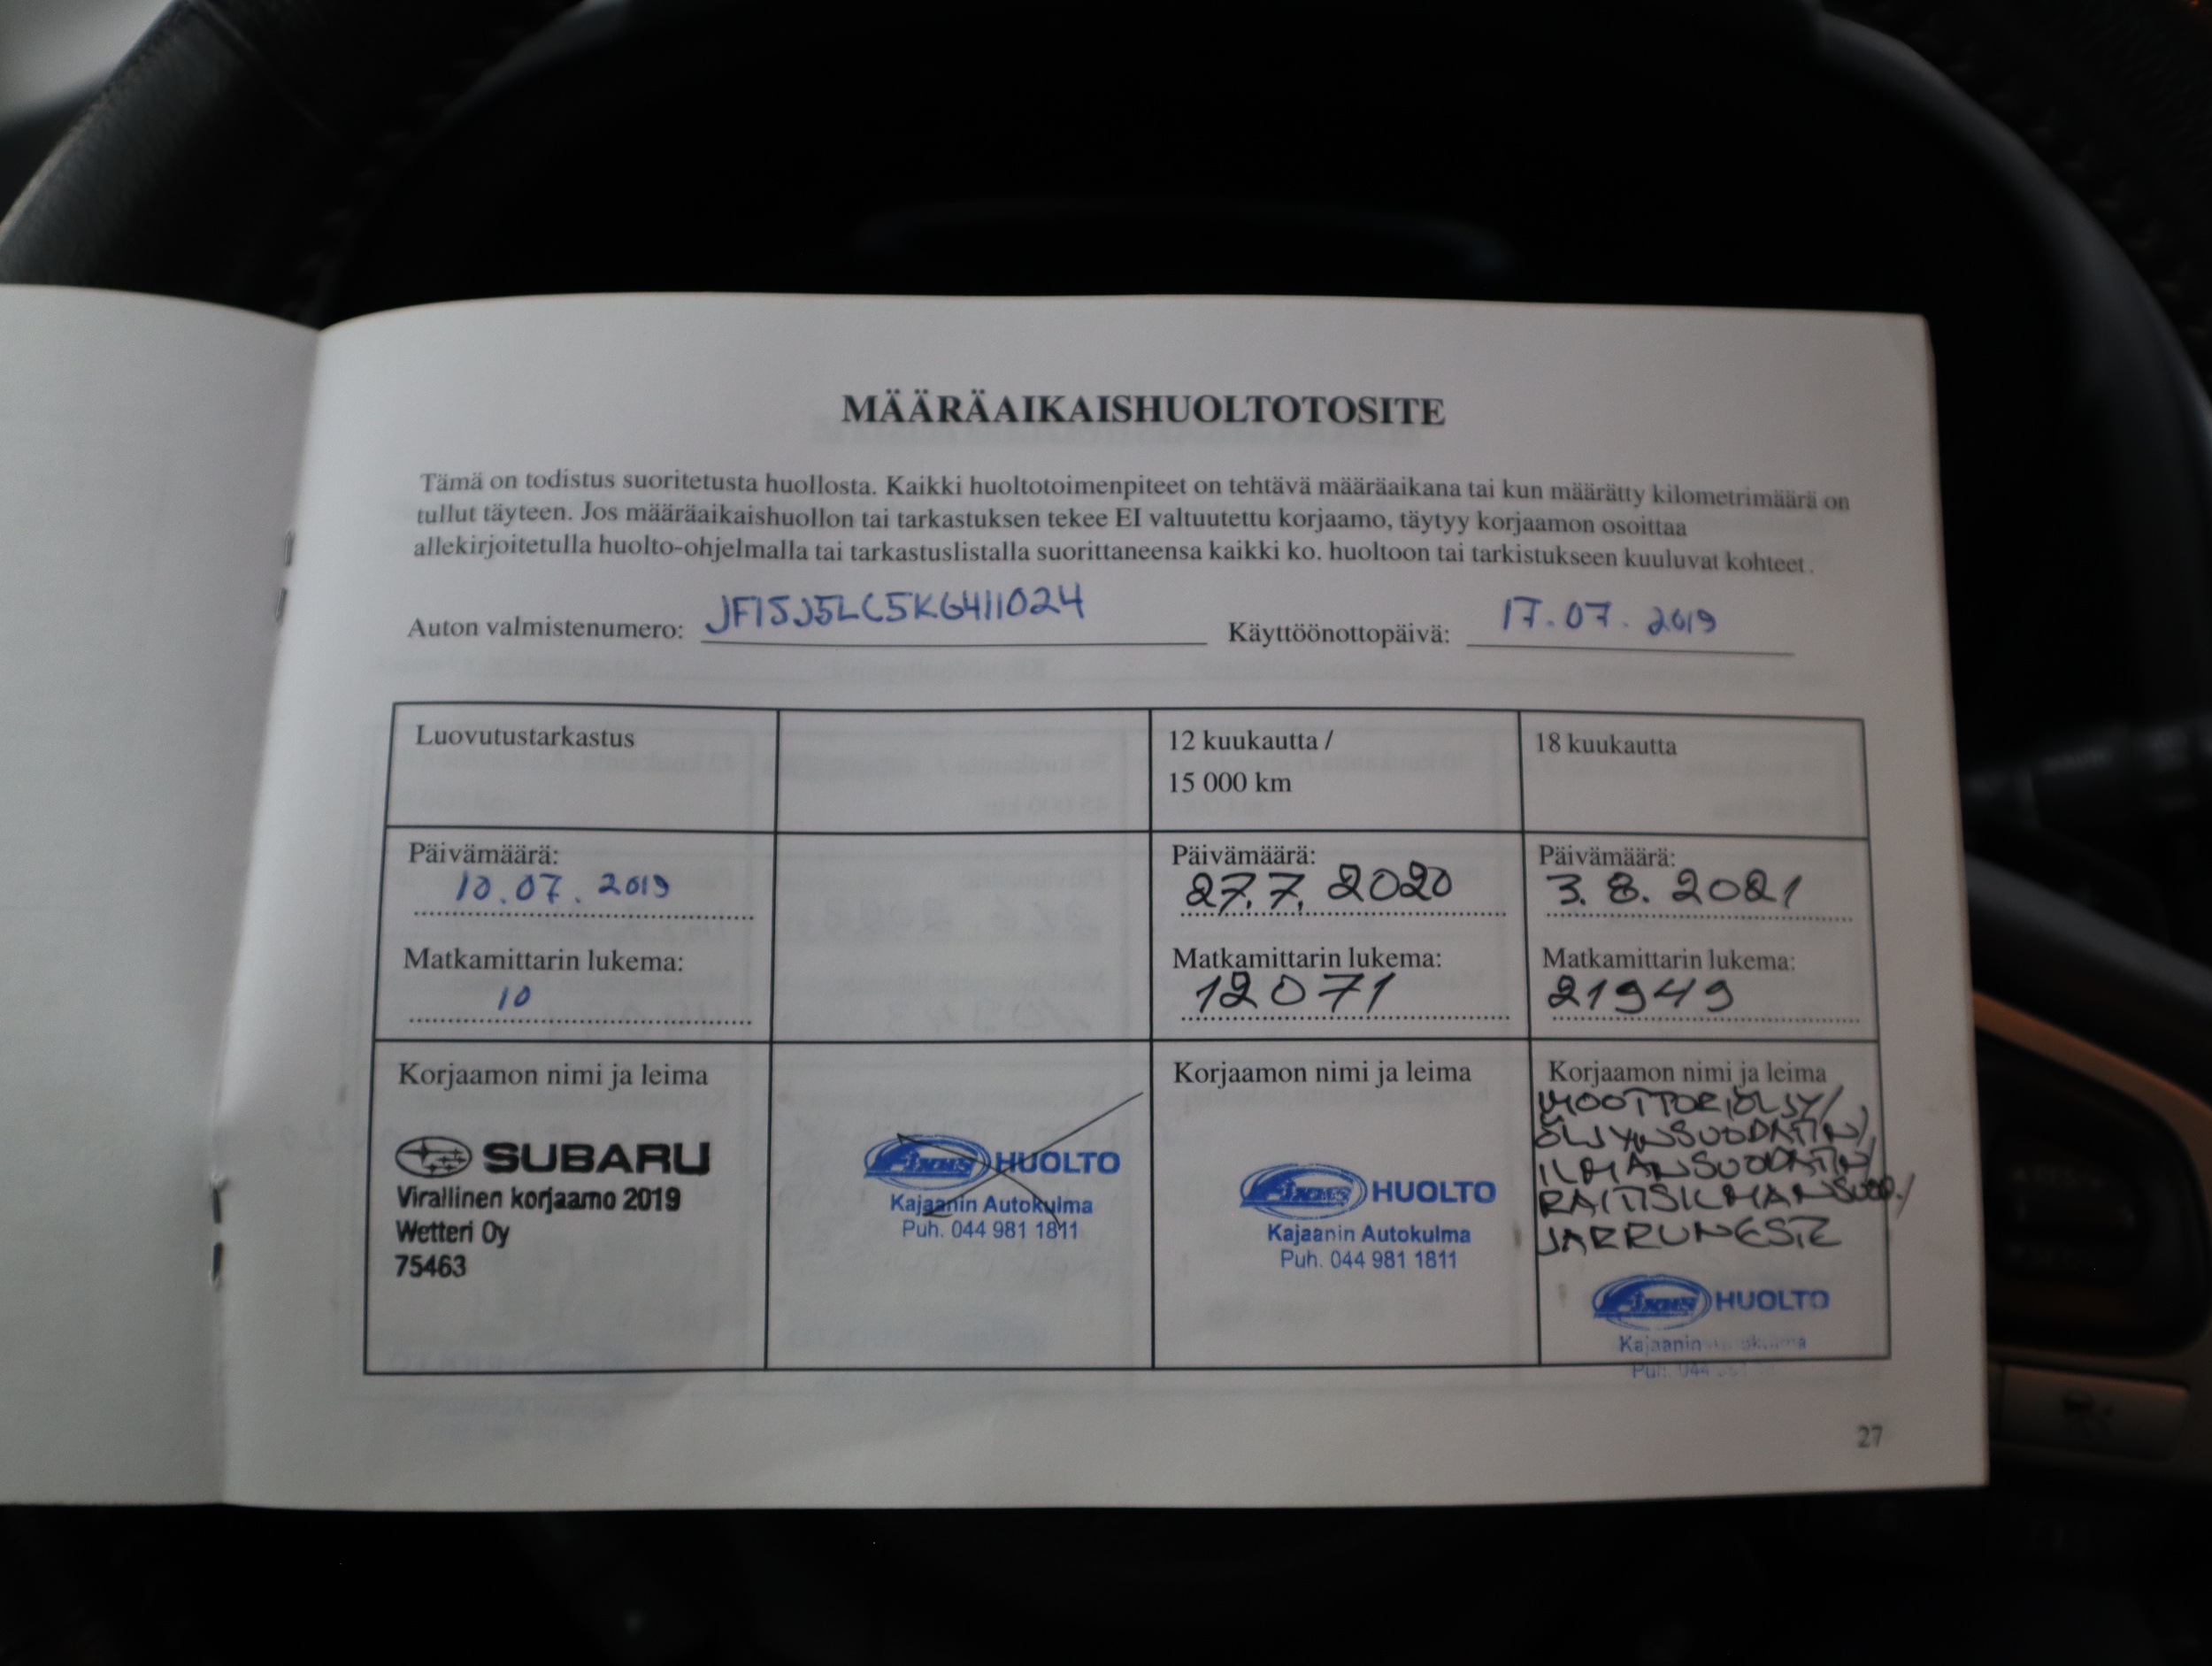 MÄÄRÄAIKAISHUOLTOTOSITE
Tämä on todistus suoritetusta huollosta. Kaikki huoltotoimenpiteet on tehtävä määräaikana tai kun määrätty kilometrimäärä on
tullut täyteen. Jos määräaikaishuollon tai tarkastuksen tekee EI valtuutettu korjaamo, täytyy korjaamon osoittaa
allekirjoitetulla huolto-ohjelmalla tai tarkastuslistalla suorittaneensa kaikki ko. huoltoon tai tarkistukseen kuuluvat kohteet.
Auton valmistenumero: JF1SJ5LC5KG411024 Käyttöönottopäivä: 17.07.2019
Luovutustarkastus
Päivämäärä:
10.07.2019
Matkamittarin lukema:
10
Korjaamon nimi ja leima
SUBARU
Virallinen korjaamo 2019
Wetteri Oy
75463
HUOLTO
Kajaanin Autokulma
Puh. 044 981 1811
12 kuukautta /
15 000 km
Päivämäärä:
27.7.2020
Matkamittarin lukema:
12071
Korjaamon nimi ja leima
HUOLTO
Kajaanin Autokulma
Puh. 044 981 1811
18 kuukautta
Päivämäärä:
3.8.2021
Matkamittarin lukema:
21949
Korjaamon nimi ja leima
MOOTTORIÖLJY/
ÖLJYNSUODATIN/
ILMANSUODATIN/
RAITISILMANSUOD./
JARRUNESTE
HUOLTO
Kajaanin
Puh. 044
27